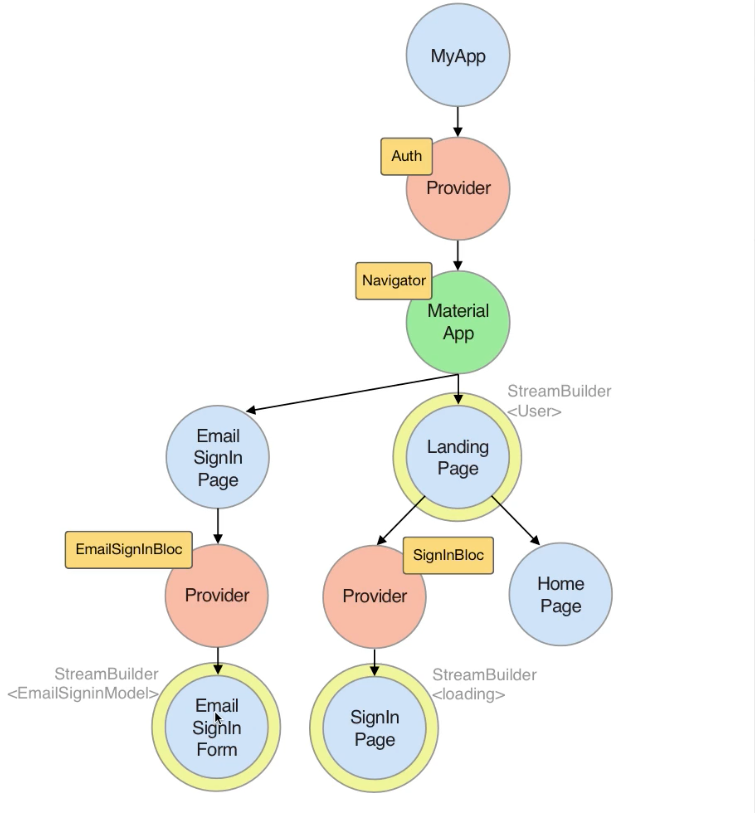 MyApp
Auth
Provider
Navigator
Material
App
StreamBuilder
<User>
Email
SignIn
Page
Landing
Page
EmailSignInBloc
Provider
SignInBloc
Provider
Home
Page
StreamBuilder
<EmailSigninModel>
Email
SignIn
Form
StreamBuilder
<loading>
SignIn
Page